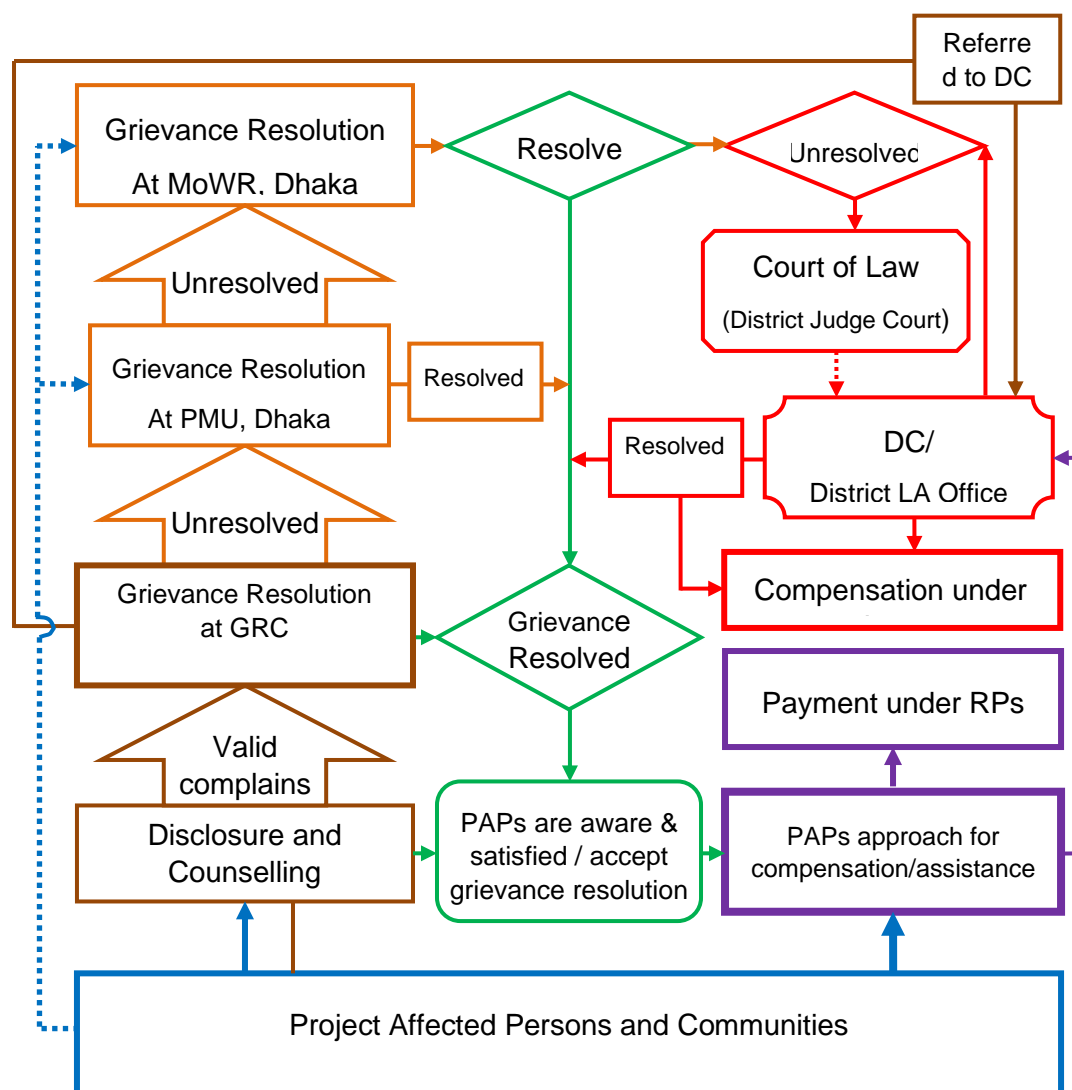 Referre
d to DC
Grievance Resolution
At MoWR, Dhaka
Resolve
Unresolved
Unresolved
Court of Law
(District Judge Court)
Grievance Resolution
At PMU, Dhaka
Resolved
Resolved
DC/
District LA Office
Unresolved
Grievance Resolution
at GRC
Compensation under
Grievance
Resolved
Payment under RPs
Valid
complains
Disclosure and
Counselling
PAPs are aware &
satisfied / accept
grievance resolution
PAPs approach for
compensation/assistance
Project Affected Persons and Communities